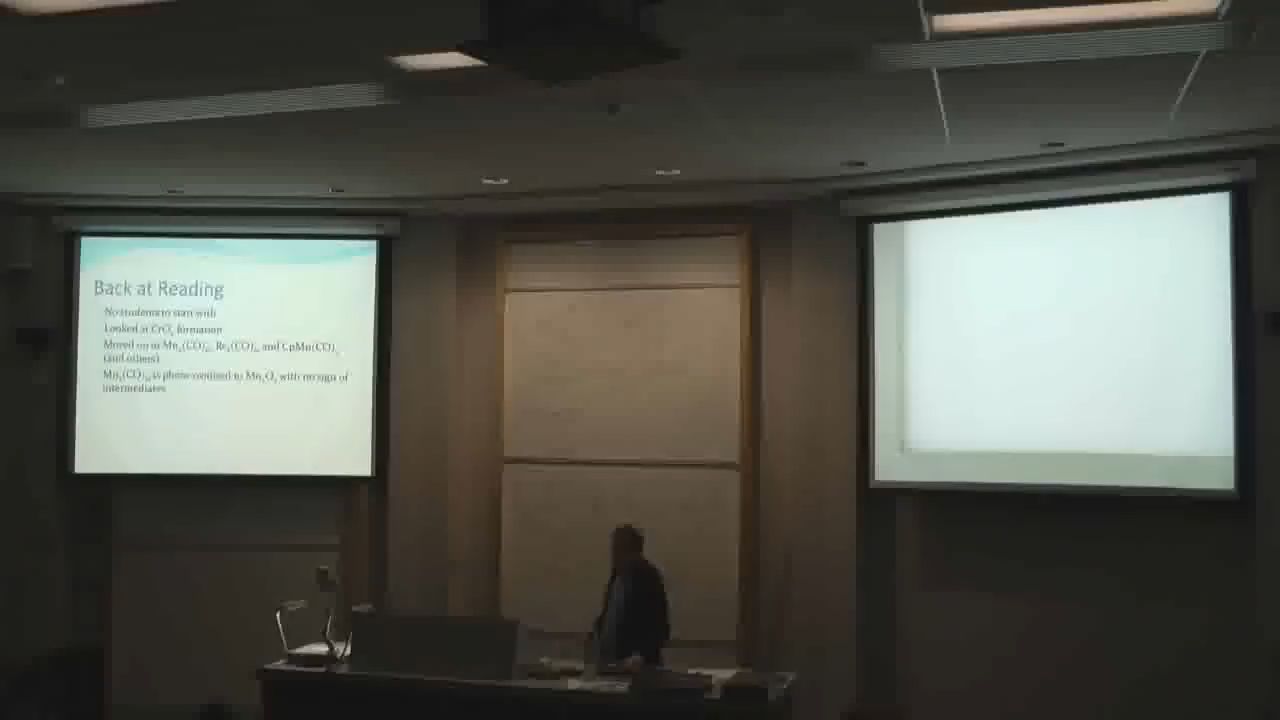 Back at Reading
No students to start with
Looked at CrO₂ formation
Moved on to Mn₂(CO)₁₀, Re₂(CO)₁₀ and CpMn(CO)₃
(and others)
Mn₂(CO)₁₀ is photo-oxidised to Mn₂O₃ with no sign of
intermediates